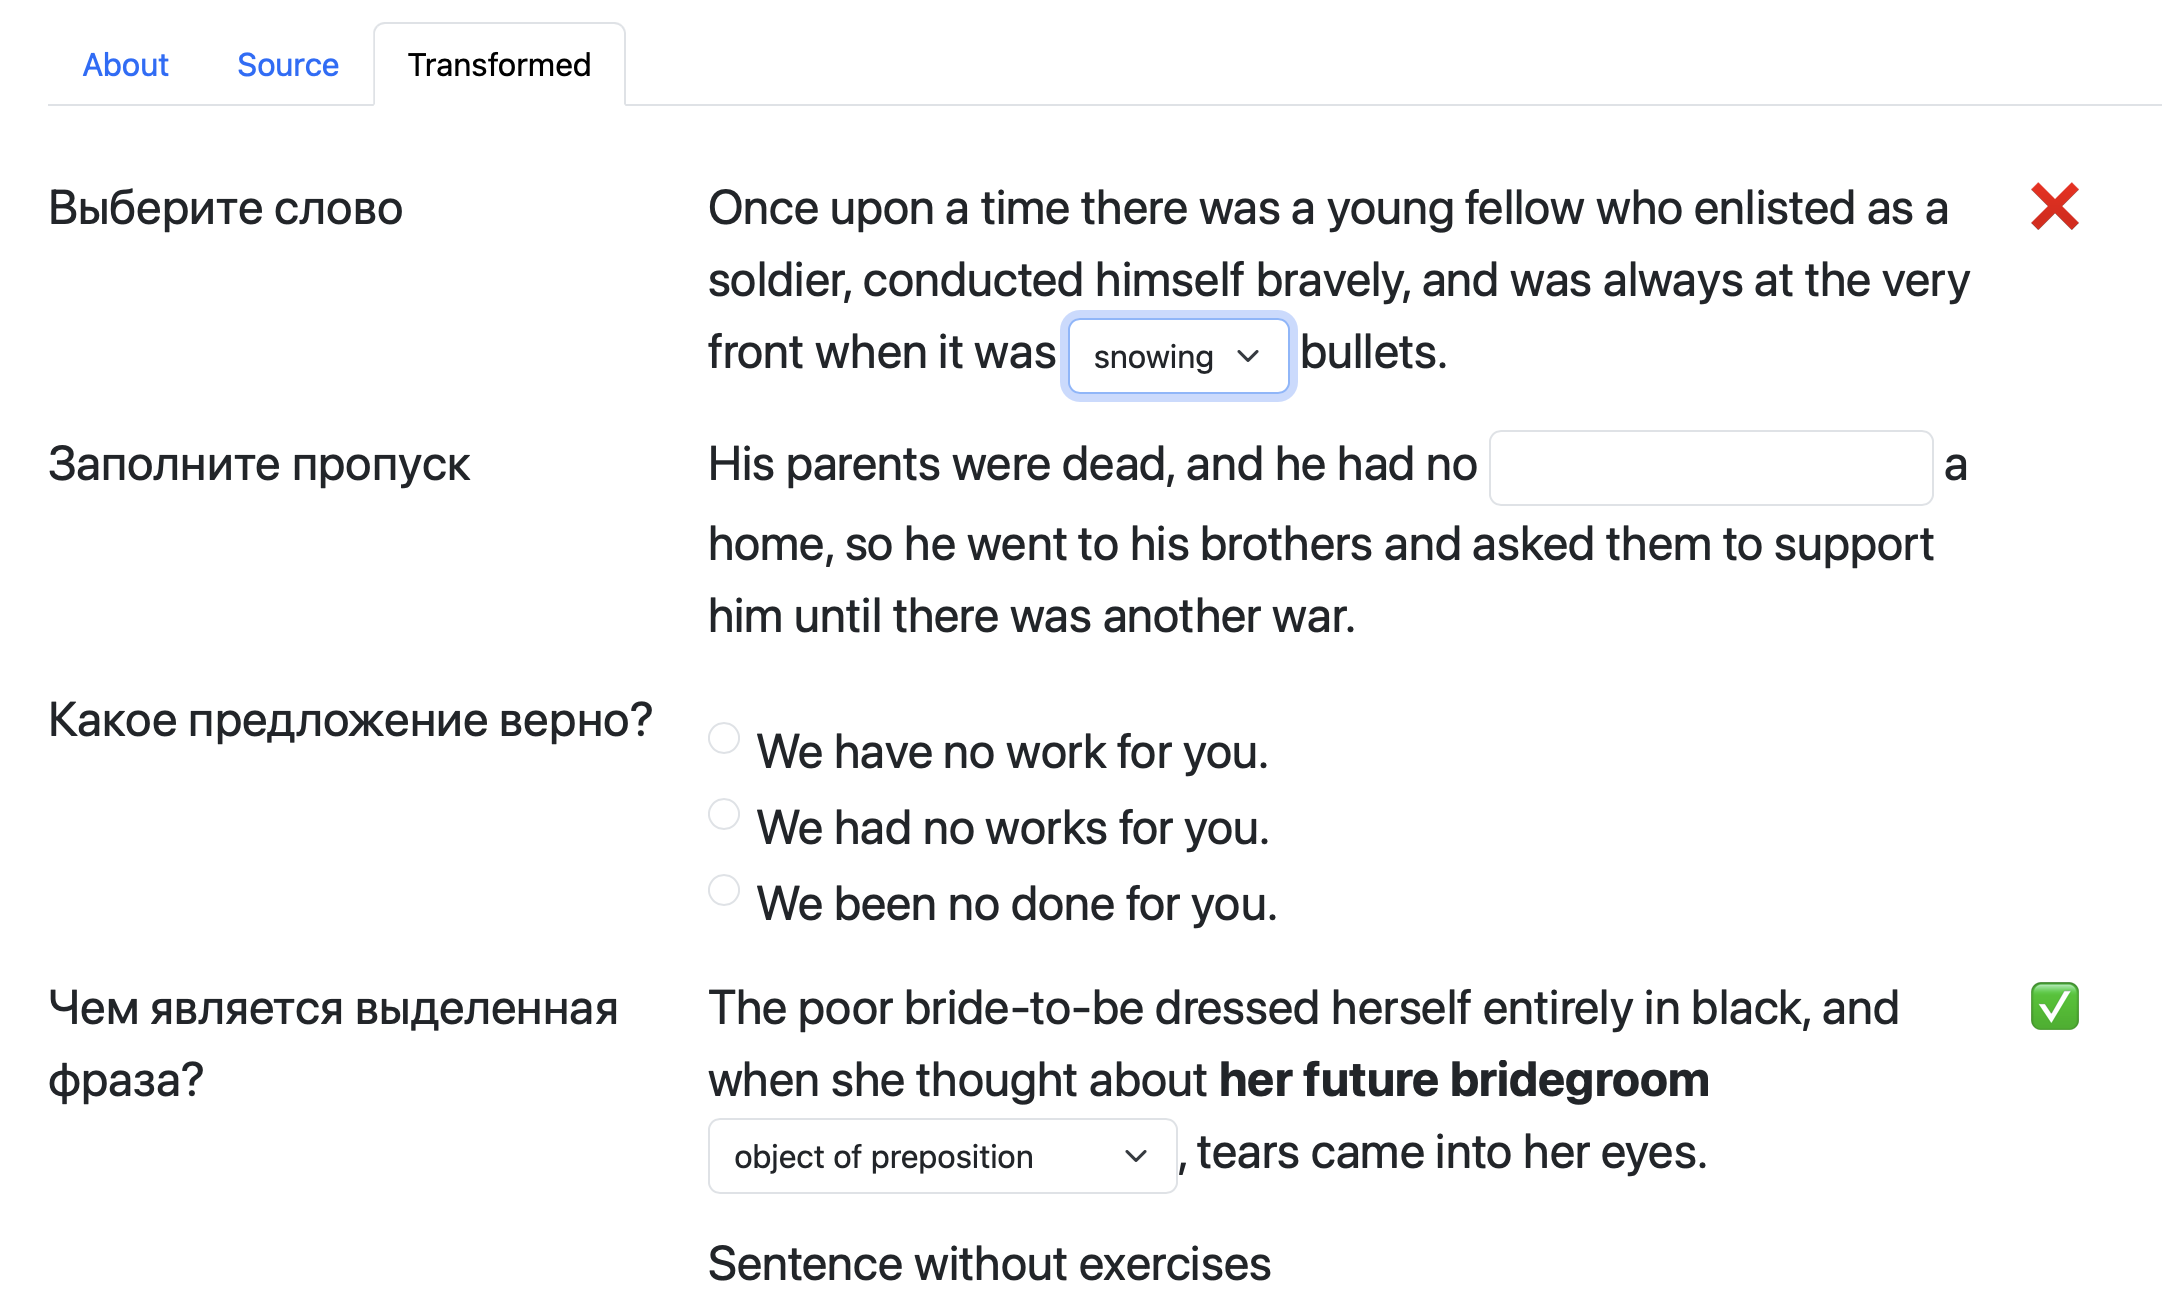 About Source Transformed
Выберите слово
Once upon a time there was a young fellow who enlisted as a
soldier, conducted himself bravely, and was always at the very
front when it was snowing bullets.
Заполните пропуск
His parents were dead, and he had no a
home, so he went to his brothers and asked them to support
him until there was another war.
Какое предложение верно?
We have no work for you.
We had no works for you.
We been no done for you.
Чем является выделенная
фраза?
The poor bride-to-be dressed herself entirely in black, and
when she thought about her future bridegroom
object of preposition , tears came into her eyes.
Sentence without exercises